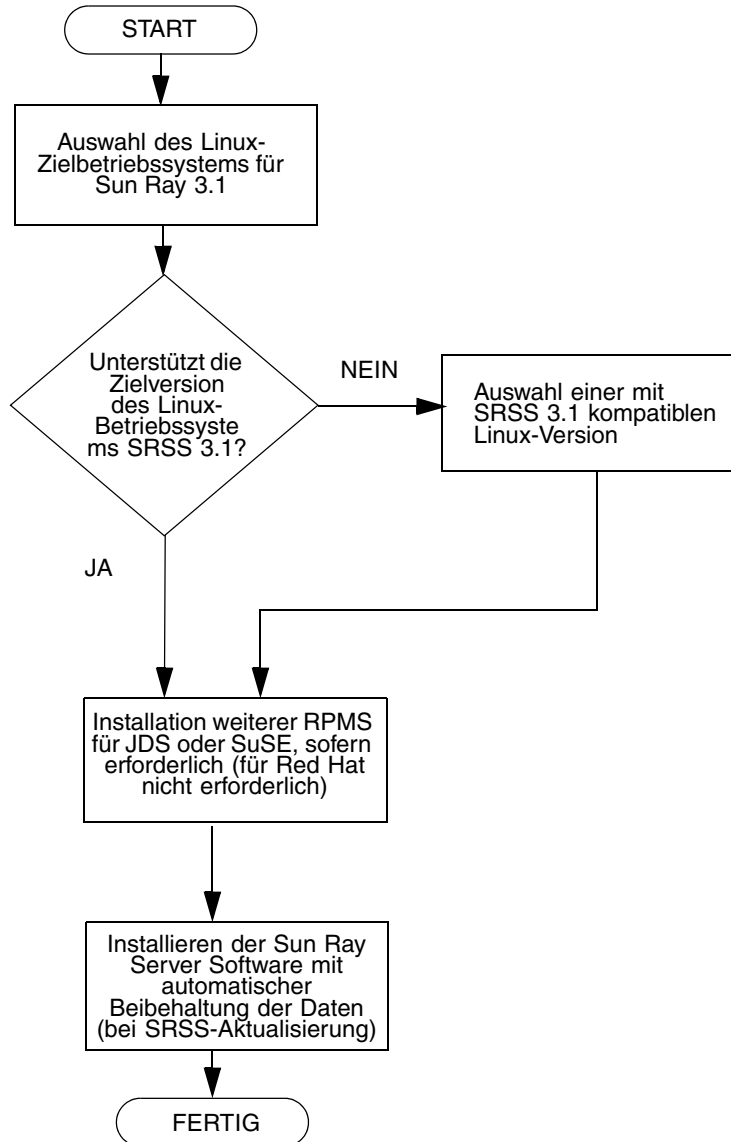 START
Auswahl des Linux-
Zielbetriebssystems für
Sun Ray 3.1
Unterstützt die
Zielversion
des Linux-
Betriebssyste
ms SRSS 3.1?
NEIN
Auswahl einer mit
SRSS 3.1 kompatiblen
Linux-Version
JA
Installation weiterer RPMS
für JDS oder SuSE, sofern
erforderlich (für Red Hat
nicht erforderlich)
Installieren der Sun Ray
Server Software mit
automatischer
Beibehaltung der Daten
(bei SRSS-Aktualisierung)
FERTIG